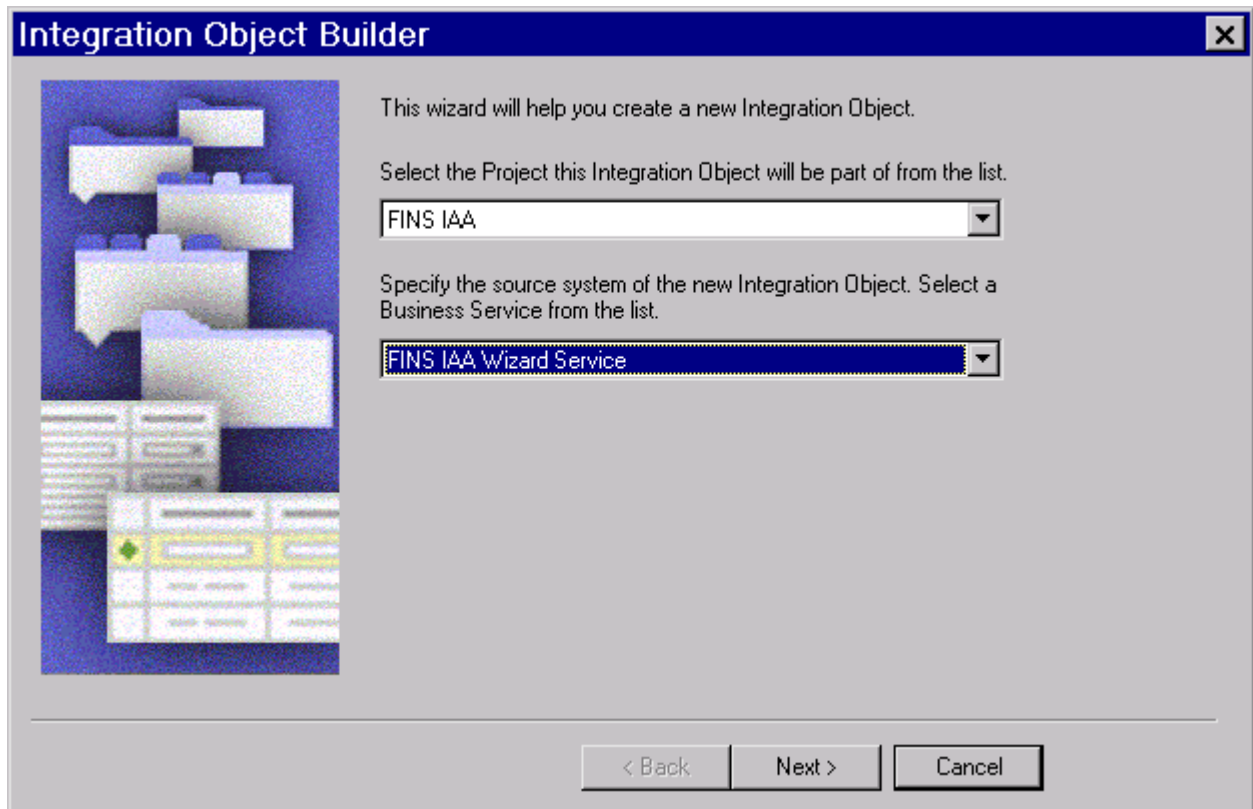 Integration Object Builder
This wizard will help you create a new Integration Object.
Select the Project this Integration Object will be part of from the list.
FINS IAA
Specify the source system of the new Integration Object. Select a
Business Service from the list.
FINS IAA Wizard Service
< Back
Next >
Cancel